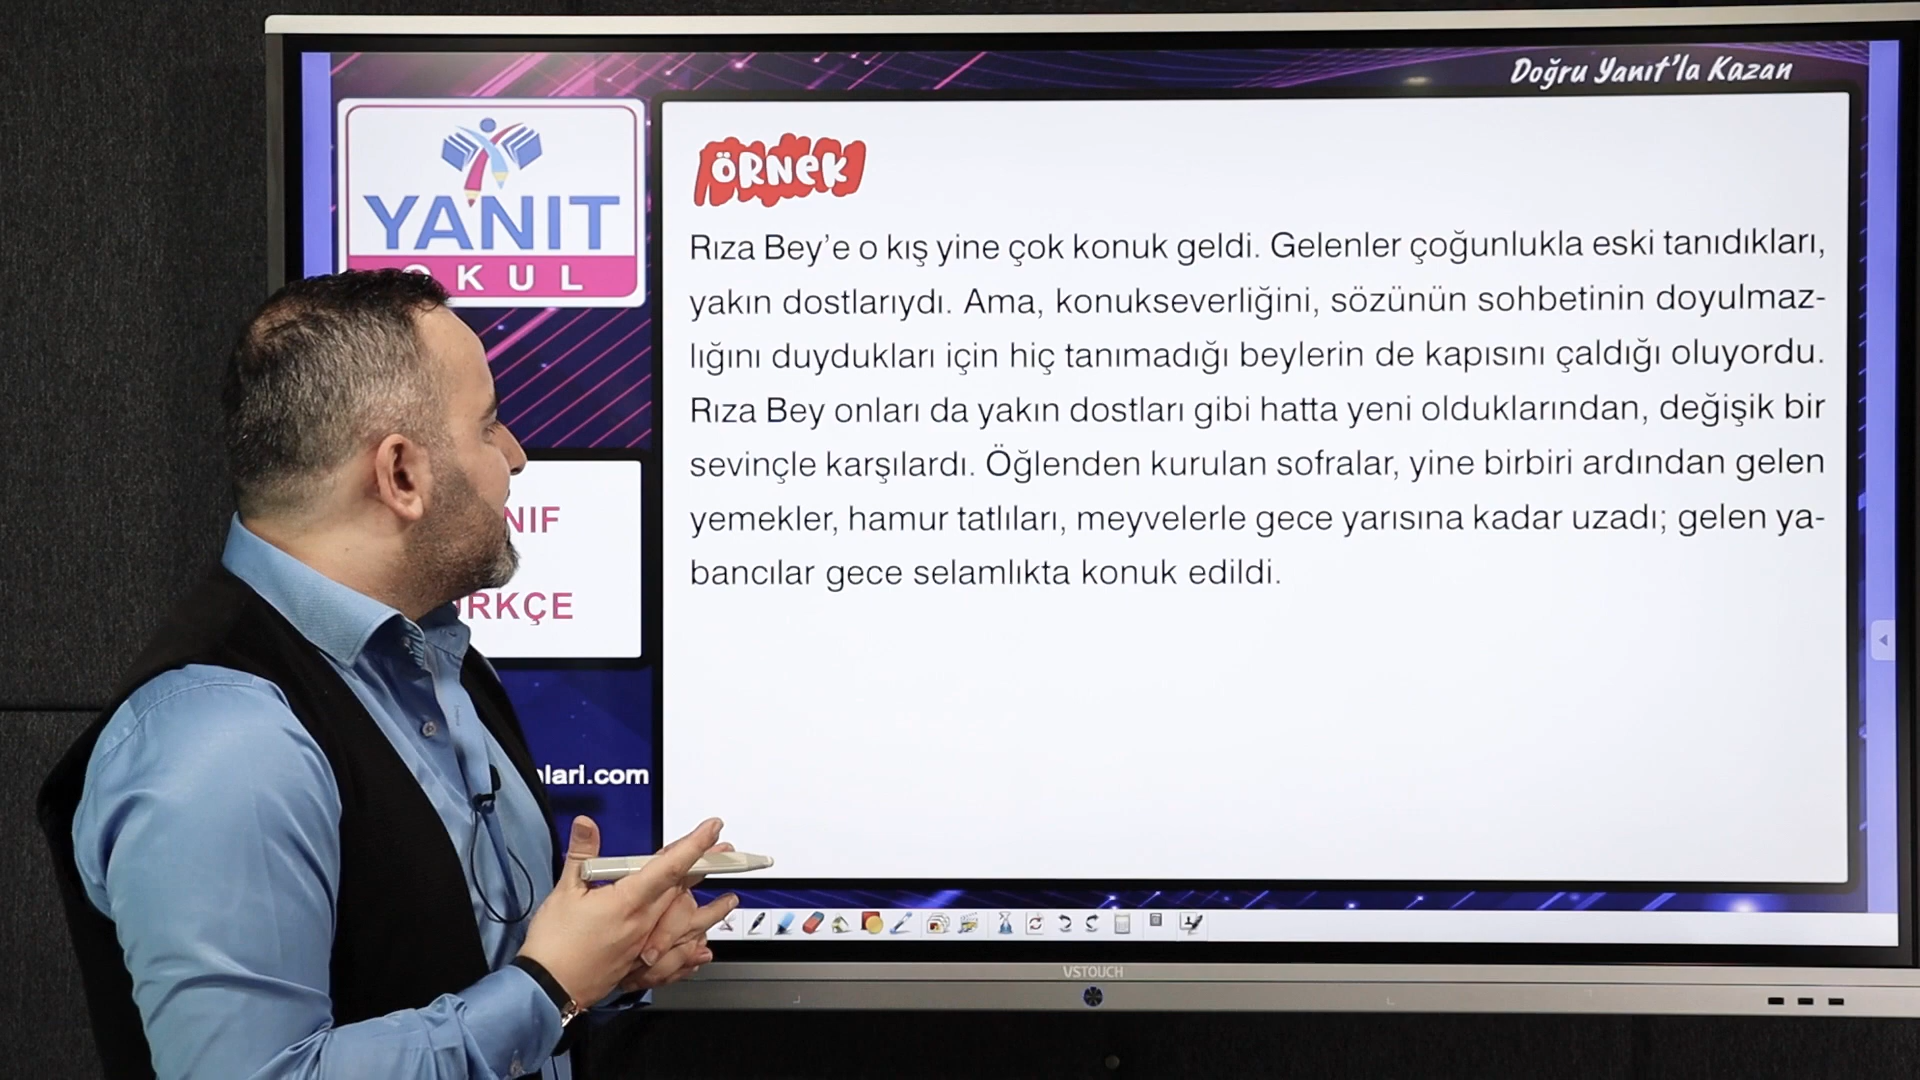 Doğru Yanıt'la Kazan
YANIT
OKUL
ÖRNEK
Rıza Bey'e o kış yine çok konuk geldi. Gelenler çoğunlukla eski tanıdıkları,
yakın dostlarıydı. Ama, konukseverliğini, sözünün sohbetinin doyulmaz-
lığını duydukları için hiç tanımadığı beylerin de kapısını çaldığı oluyordu.
Rıza Bey onları da yakın dostları gibi hatta yeni olduklarından, değişik bir
sevinçle karşılardı. Öğlenden kurulan sofralar, yine birbiri ardından gelen
yemekler, hamur tatlıları, meyvelerle gece yarısına kadar uzadı; gelen ya-
bancılar gece selamlıkta konuk edildi.
NIF
RKÇE
lari.com
VSTOUCH